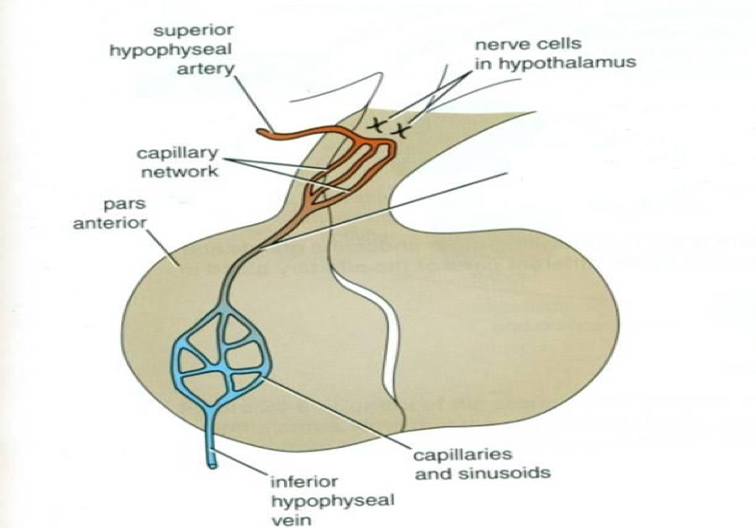 superior
hypophyseal
artery
nerve cells
in hypothalamus
capillary
network
pars
anterior
capillaries
and sinusoids
inferior
hypophyseal
vein